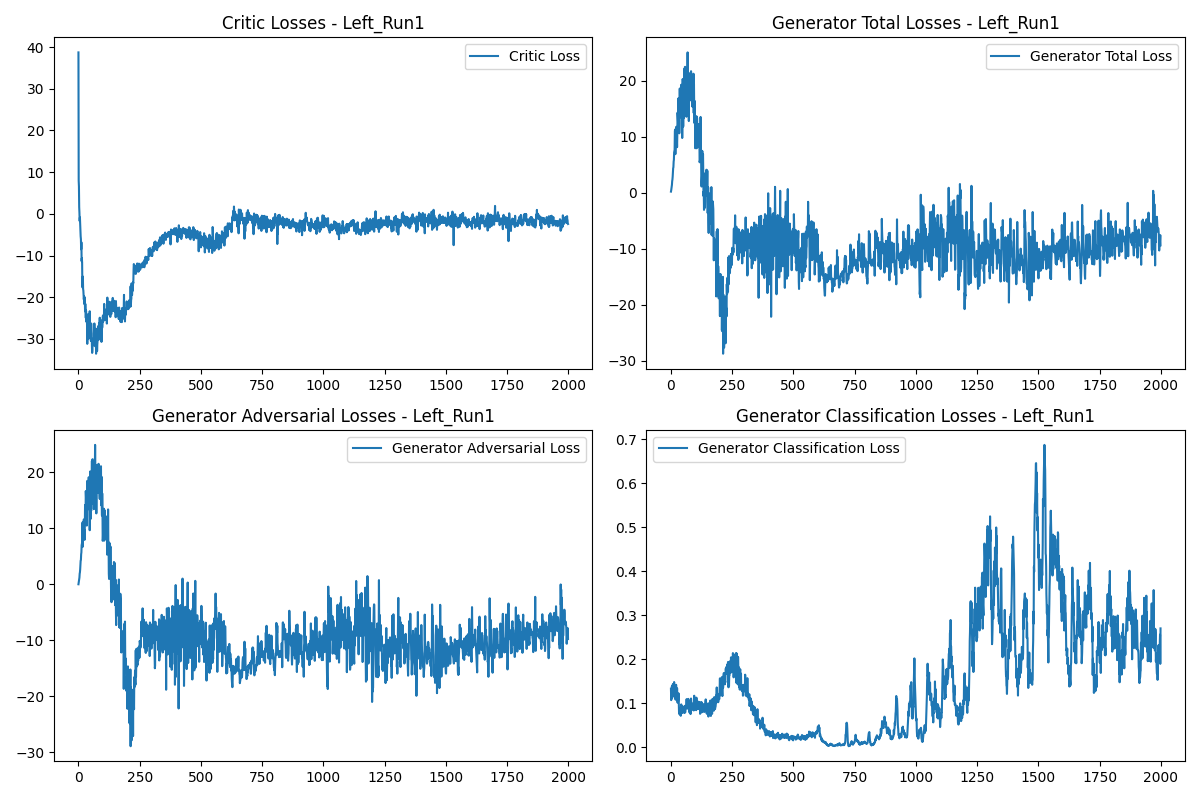 Critic Losses - Left_Run1
Critic Loss
40
30
20
10
0
−10
−20
−30
0 250 500 750 1000 1250 1500 1750 2000
Generator Total Losses - Left_Run1
Generator Total Loss
20
10
0
−10
−20
−30
0 250 500 750 1000 1250 1500 1750 2000
Generator Adversarial Losses - Left_Run1
Generator Adversarial Loss
20
10
0
−10
−20
−30
0 250 500 750 1000 1250 1500 1750 2000
Generator Classification Losses - Left_Run1
Generator Classification Loss
0.7
0.6
0.5
0.4
0.3
0.2
0.1
0.0
0 250 500 750 1000 1250 1500 1750 2000